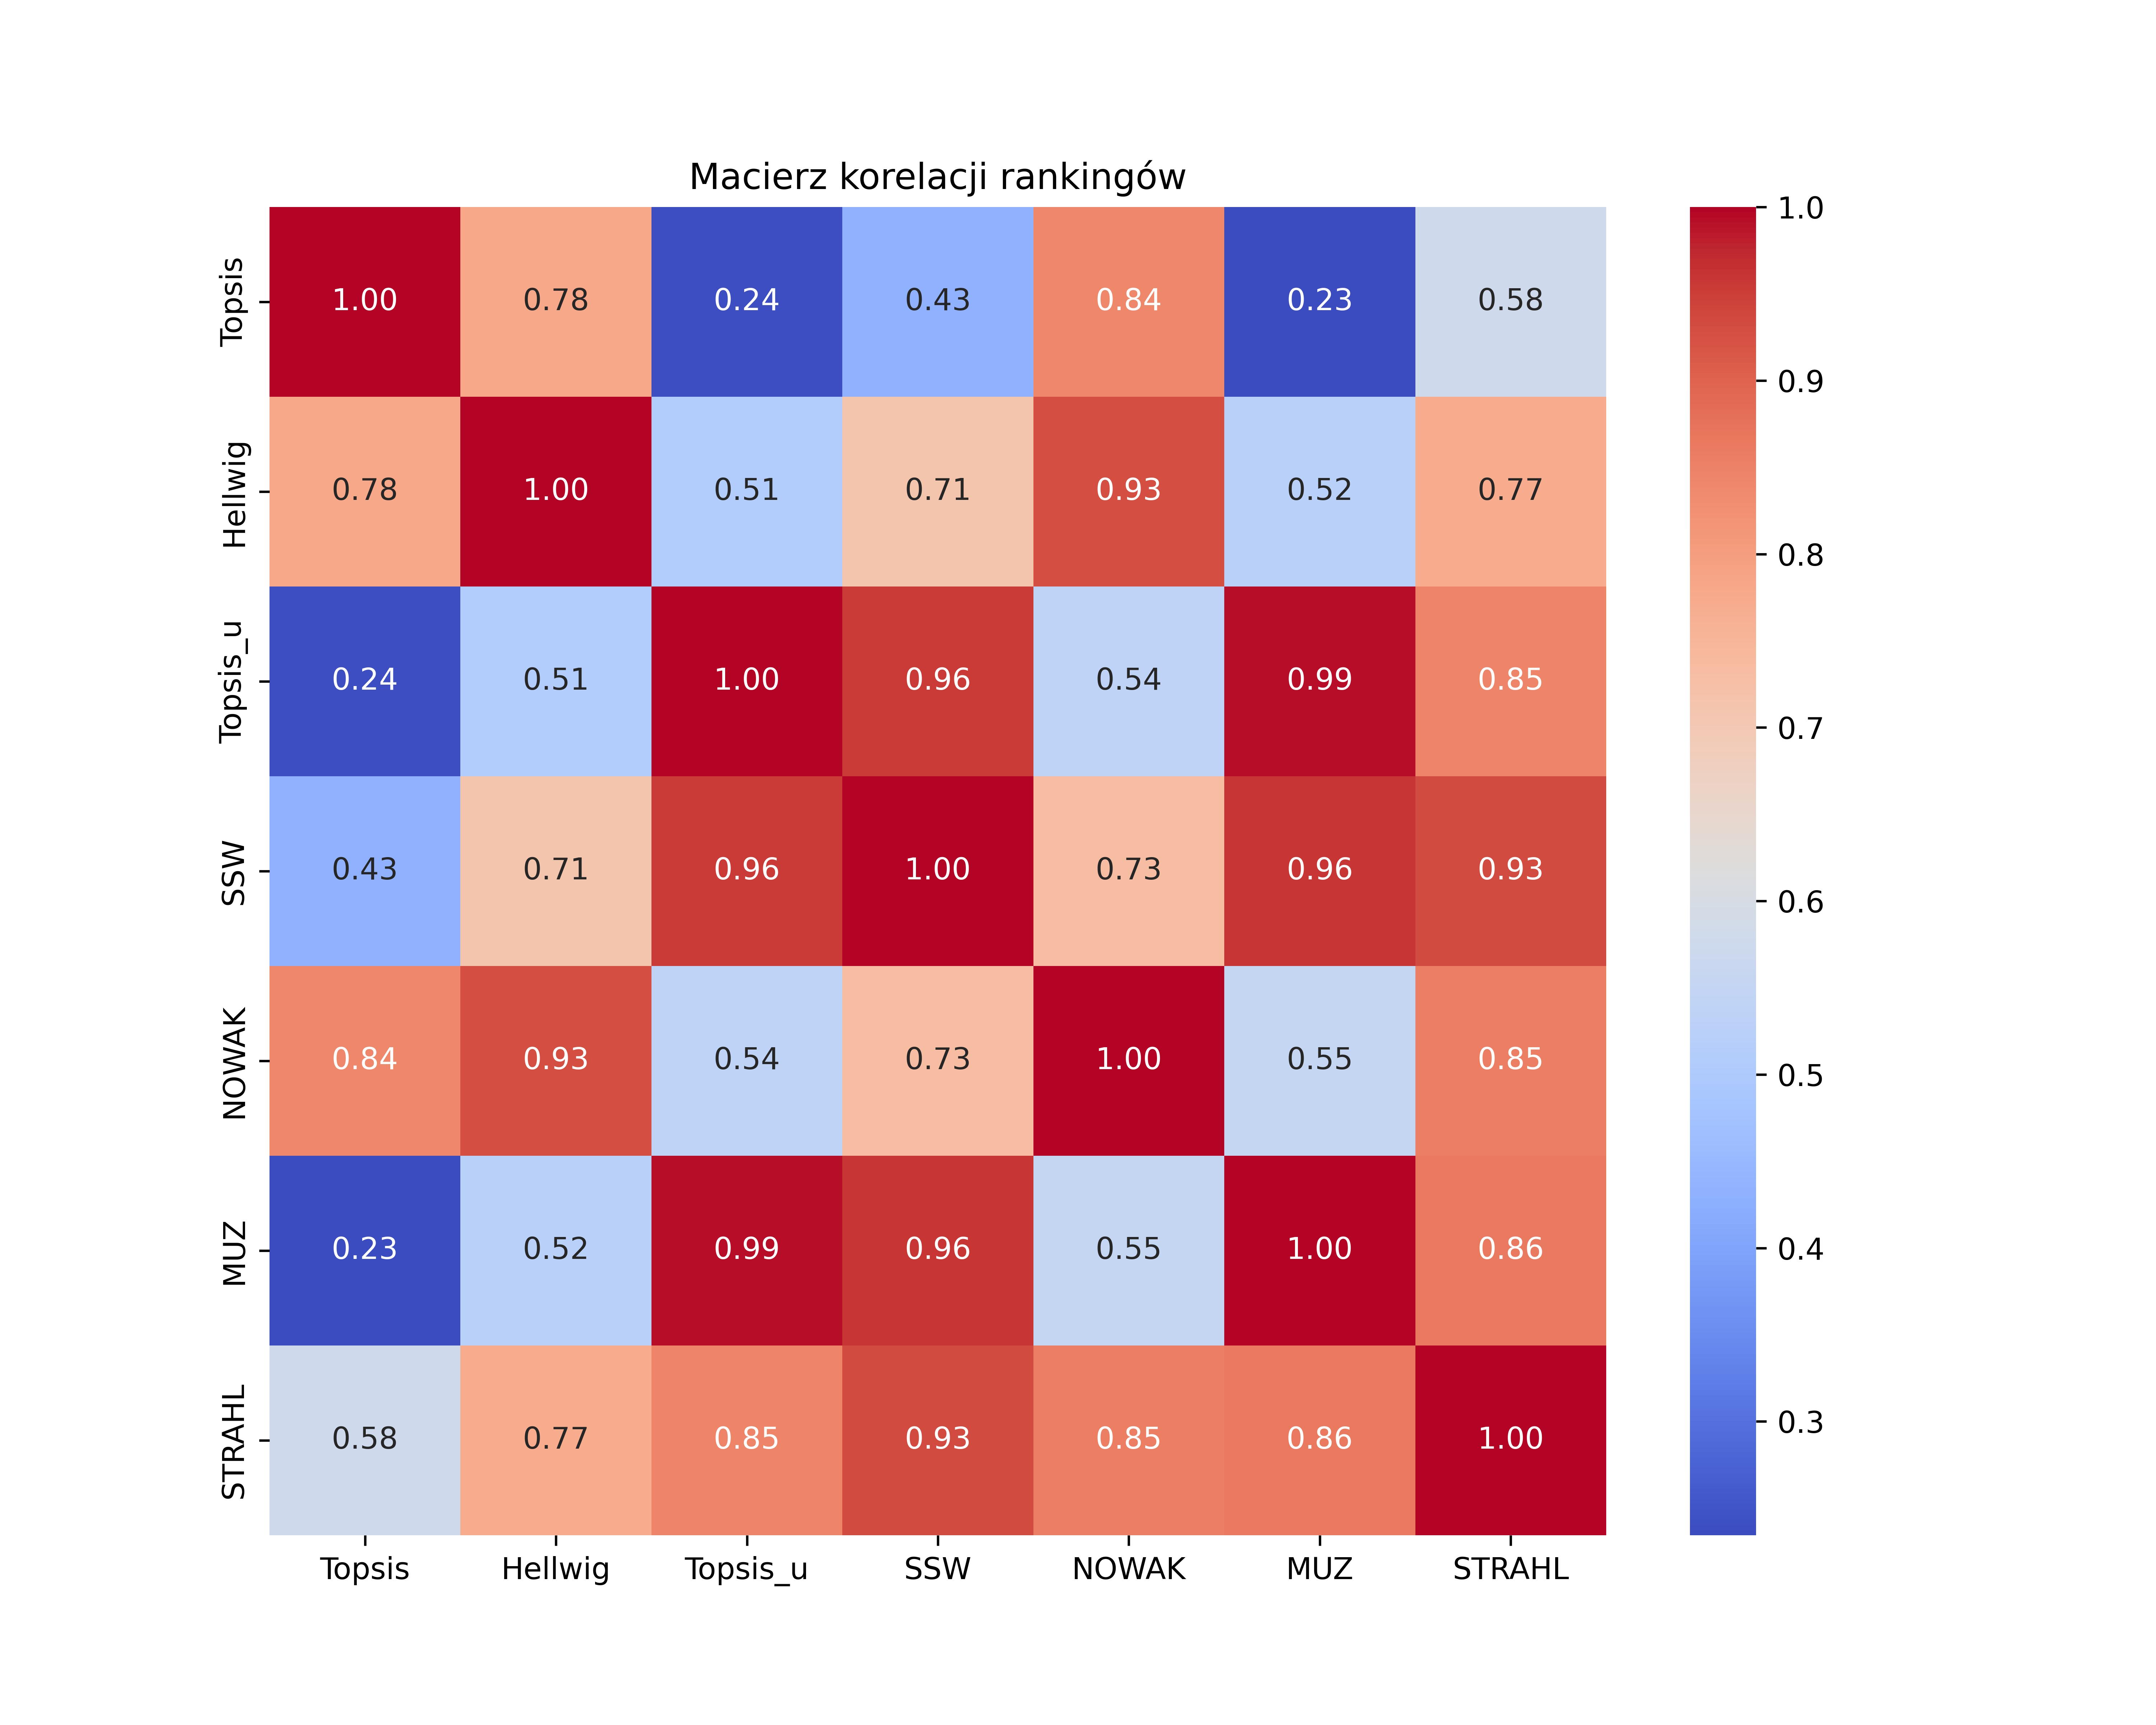 Macierz korelacji rankingów
Topsis 1.00 0.78 0.24 0.43 0.84 0.23 0.58
Hellwig 0.78 1.00 0.51 0.71 0.93 0.52 0.77
Topsis_u 0.24 0.51 1.00 0.96 0.54 0.99 0.85
SSW 0.43 0.71 0.96 1.00 0.73 0.96 0.93
NOWAK 0.84 0.93 0.54 0.73 1.00 0.55 0.85
MUZ 0.23 0.52 0.99 0.96 0.55 1.00 0.86
STRAHL 0.58 0.77 0.85 0.93 0.85 0.86 1.00
Topsis Hellwig Topsis_u SSW NOWAK MUZ STRAHL
1.0
0.9
0.8
0.7
0.6
0.5
0.4
0.3